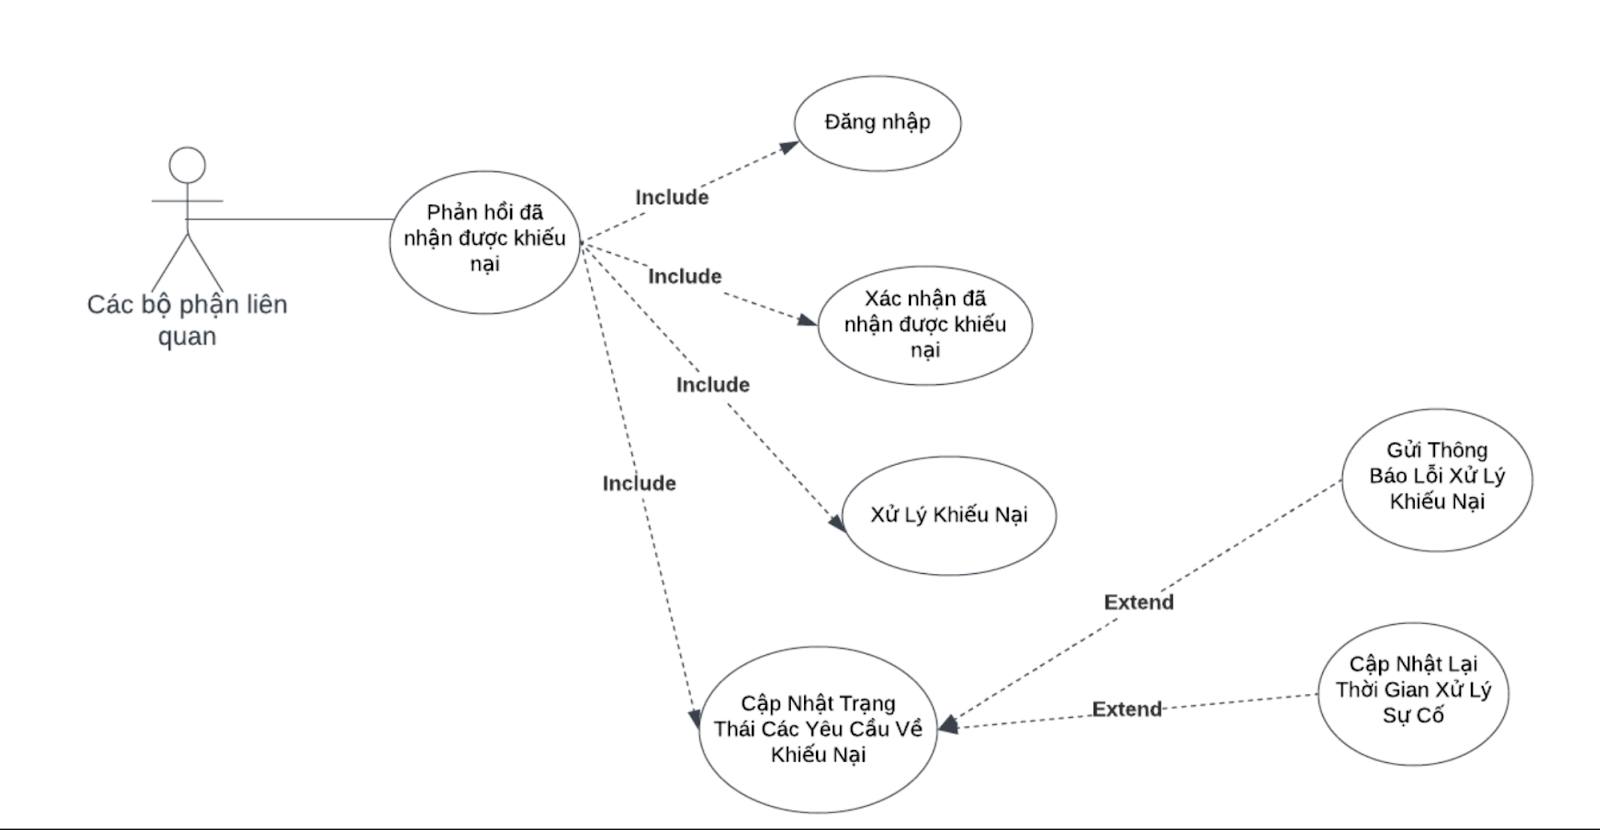 Đăng nhập
Include
Phản hồi đã
nhận được khiếu
nại
Các bộ phận liên
quan
Include
Xác nhận đã
nhận được khiếu
nại
Include
Xử Lý Khiếu Nại
Include
Gửi Thông
Báo Lỗi Xử Lý
Khiếu Nại
Extend
Cập Nhật Trạng
Thái Các Yêu Cầu Về
Khiếu Nại
Extend
Cập Nhật Lại
Thời Gian Xử Lý
Sự Cố